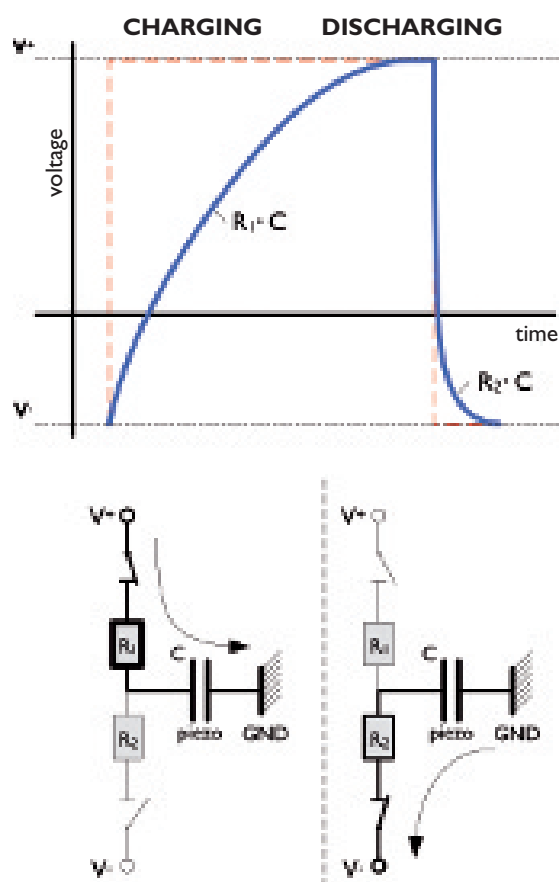 CHARGING DISCHARGING
V+
voltage
R₁·C
time
R₂·C
V-
V+ V+
R₁ C R₁ C
R₂ piezo GND R₂ piezo GND
V- V-